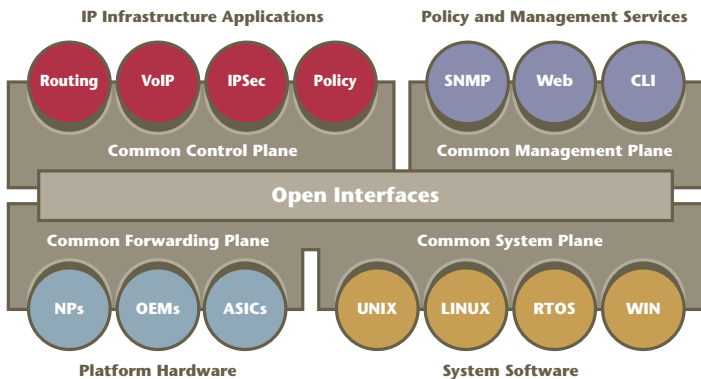 IP Infrastructure Applications
Policy and Management Services
Routing
VoIP
IPSec
Policy
SNMP
Web
CLI
Common Control Plane
Common Management Plane
Open Interfaces
Common Forwarding Plane
Common System Plane
NPs
OEMs
ASICs
UNIX
LINUX
RTOS
WIN
Platform Hardware
System Software